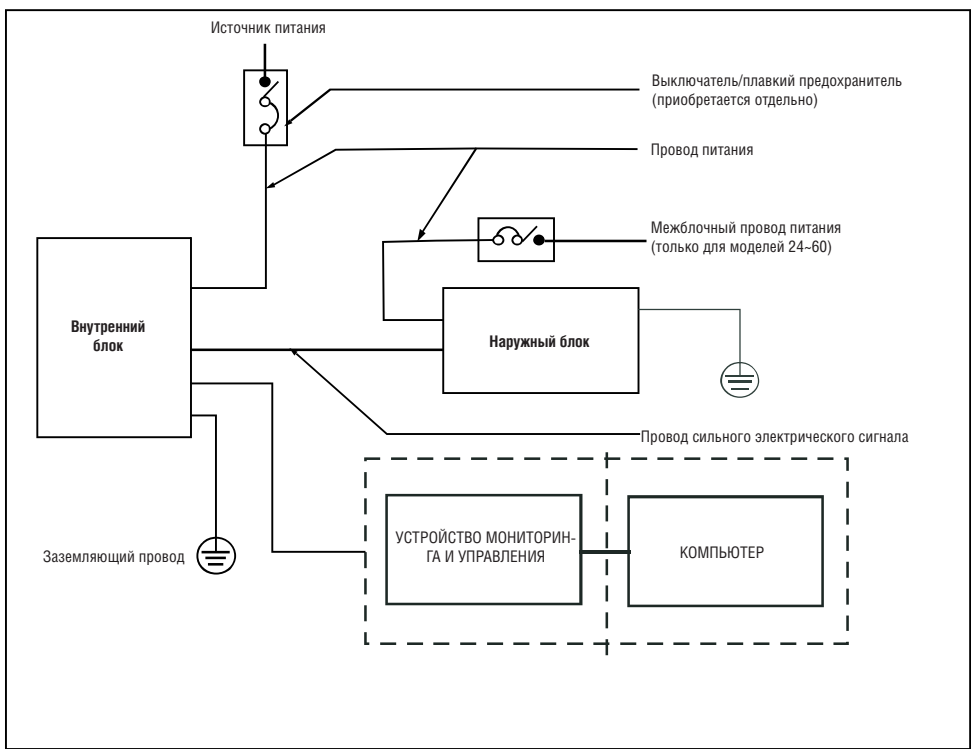 Источник питания
Выключатель/плавкий предохранитель
(приобретается отдельно)
Провод питания
Межблочный провод питания
(только для моделей 24~60)
Внутренний
блок
Наружный блок
Провод сильного электрического сигнала
УСТРОЙСТВО МОНИТОРИН-
ГА И УПРАВЛЕНИЯ
КОМПЬЮТЕР
Заземляющий провод